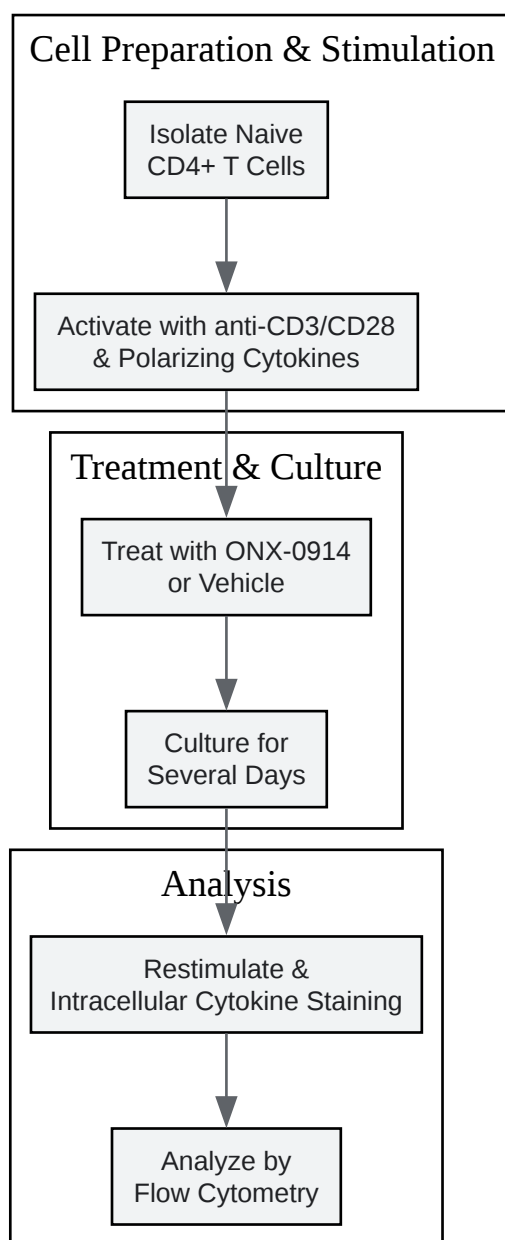 Cell Preparation & Stimulation
Isolate Naive
CD4+ T Cells
Activate with anti-CD3/CD28
& Polarizing Cytokines
Treatment & Culture
Treat with ONX-0914
or Vehicle
Culture for
Several Days
Analysis
Restimulate &
Intracellular Cytokine Staining
Analyze by
Flow Cytometry